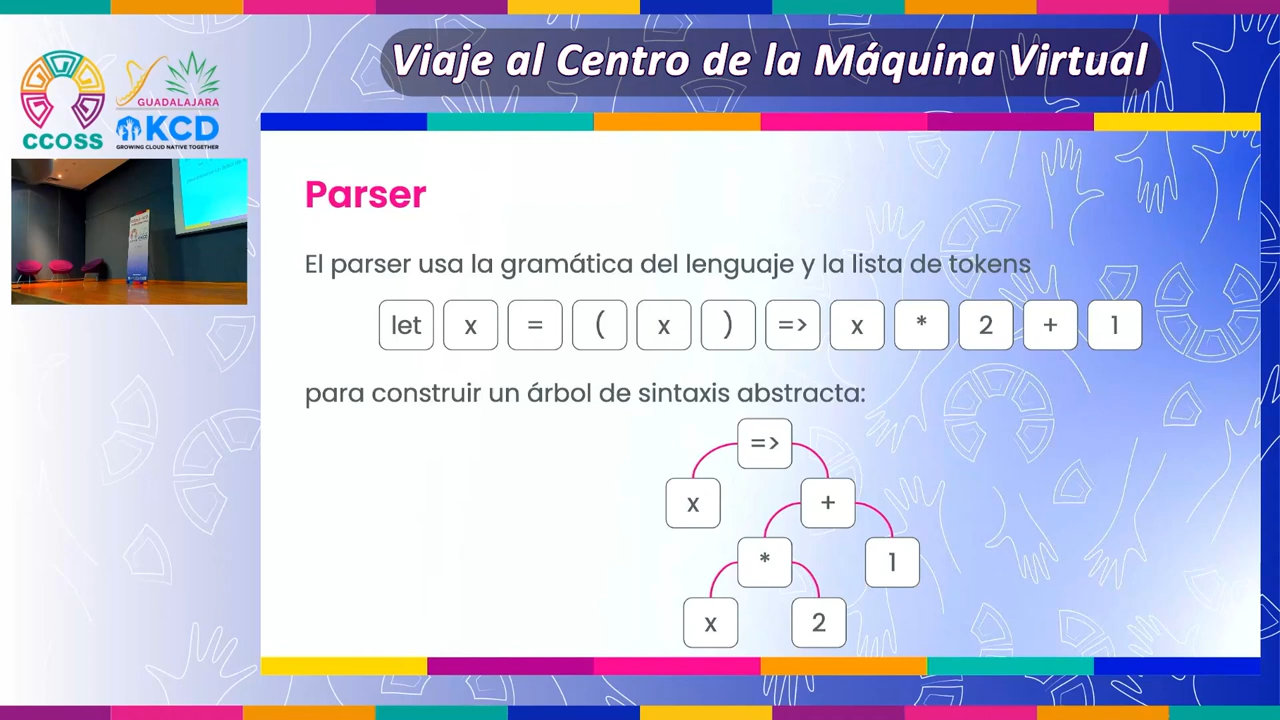 Viaje al Centro de la Máquina Virtual
CCOSS
GUADALAJARA
KCD
GROWING CLOUD NATIVE TOGETHER
Parser
El parser usa la gramática del lenguaje y la lista de tokens
let x = ( x ) => x * 2 + 1
para construir un árbol de sintaxis abstracta:
=>
x +
* 1
x 2